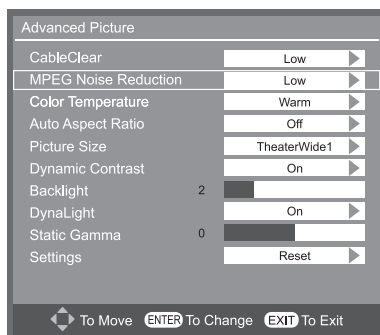 Advanced Picture
CableClear Low
MPEG Noise Reduction Low
Color Temperature Warm
Auto Aspect Ratio Off
Picture Size TheaterWide1
Dynamic Contrast On
Backlight 2
DynaLight On
Static Gamma 0
Settings Reset
To Move ENTER To Change EXIT To Exit